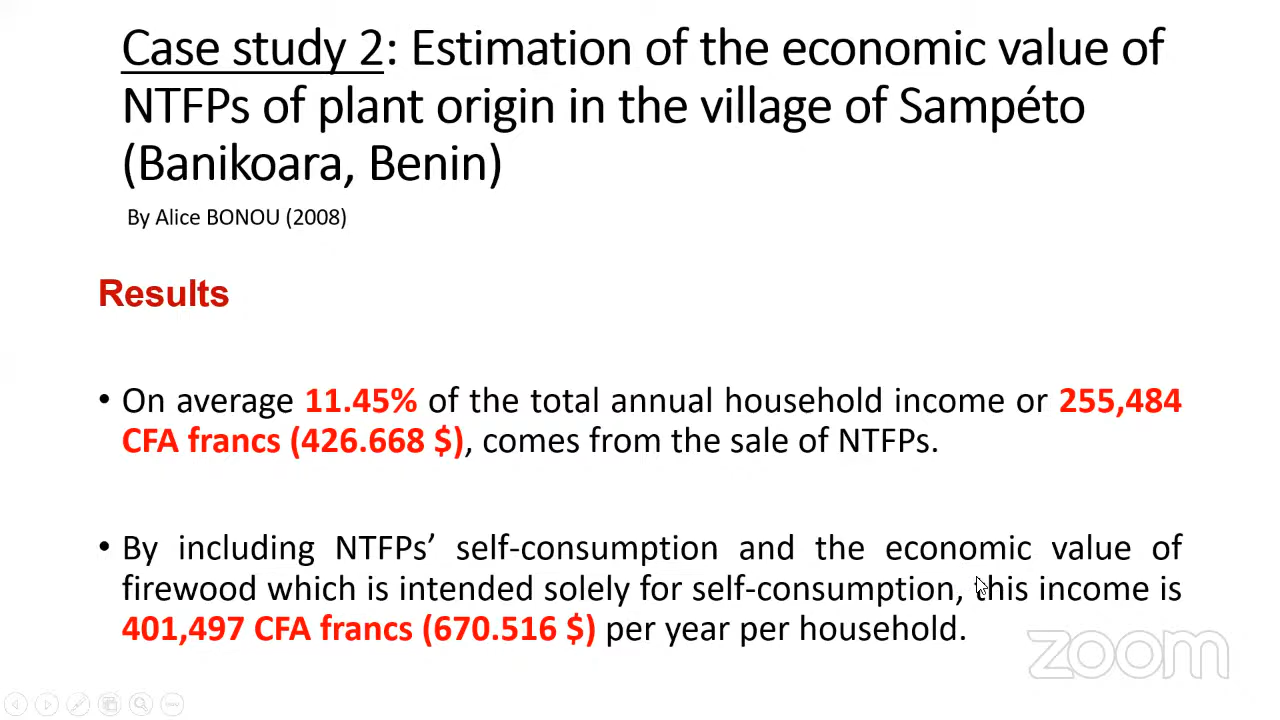 Case study 2: Estimation of the economic value of
NTFPs of plant origin in the village of Sampéto
(Banikoara, Benin)
By Alice BONOU (2008)
Results
• On average 11.45% of the total annual household income or 255,484
CFA francs (426.668 $), comes from the sale of NTFPs.
• By including NTFPs’ self-consumption and the economic value of
firewood which is intended solely for self-consumption, this income is
401,497 CFA francs (670.516 $) per year per household.
zoom